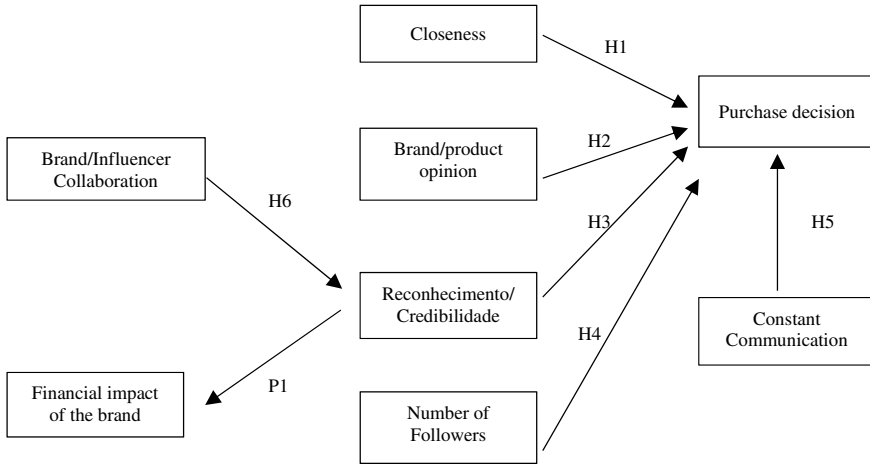 Closeness
H1
Purchase decision
Brand/product
opinion
H2
Brand/Influencer
Collaboration
H6
H3
H5
Reconhecimento/
Credibilidade
H4
Constant
Communication
Financial impact
of the brand
P1
Number of
Followers